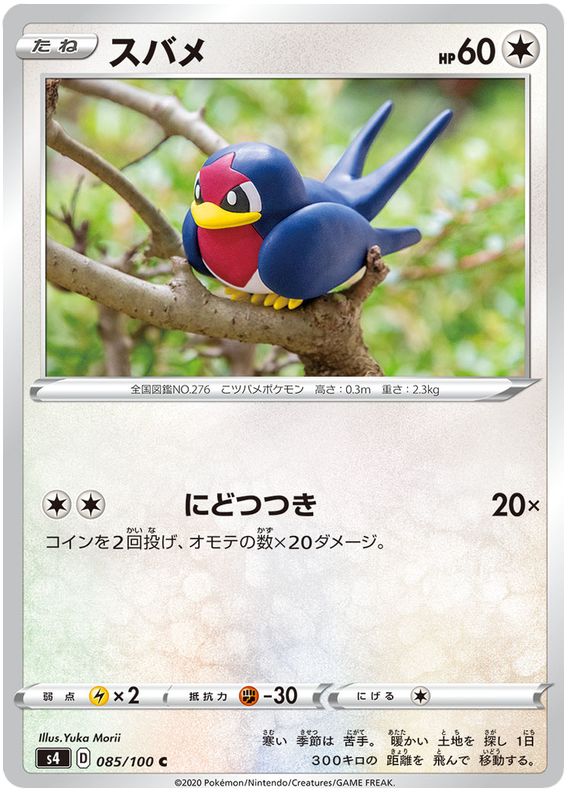 たね スバメ HP60
全国図鑑NO.276 こツバメポケモン 高さ:0.3m 重さ:2.3kg
にどつつき 20×
コインを2回投げ、オモテの数×20ダメージ。
弱点 ×2 抵抗力 -30 にげる
Illus.Yuka Morii
s4 D 085/100 C
寒い 季節は 苦手。暖かい 土地を 探し 1日
300キロの 距離を 飛んで 移動する。
©2020 Pokémon/Nintendo/Creatures/GAME FREAK.